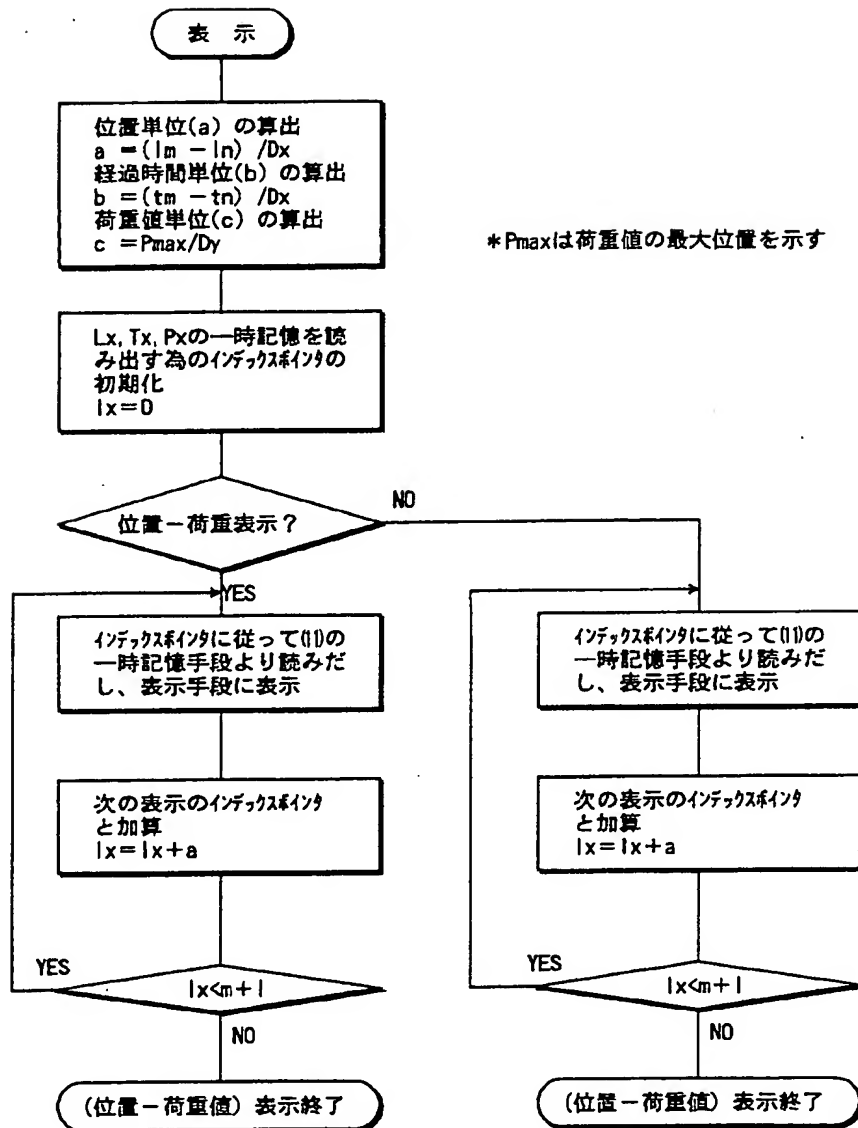 表 示
位置単位(a) の算出
a =(lm -ln) /Dx
経過時間単位(b) の算出
b =(tm -tn) /Dx
荷重値単位(c) の算出
c =Pmax/Dy
*Pmaxは荷重値の最大位置を示す
Lx,Tx,Pxの一時記憶を読
み出す為のインデックスポインタの
初期化
Ix=0
位置-荷重表示?
NO
YES
インデックスポインタに従って(11)の
一時記憶手段より読みだ
し、表示手段に表示
次の表示のインデックスポインタ
と加算
Ix=Ix+a
YES
Ix<m+1
NO
(位置-荷重値) 表示終了
インデックスポインタに従って(11)の
一時記憶手段より読みだ
し、表示手段に表示
次の表示のインデックスポインタ
と加算
Ix=Ix+a
YES
Ix<m+1
NO
(位置-荷重値) 表示終了